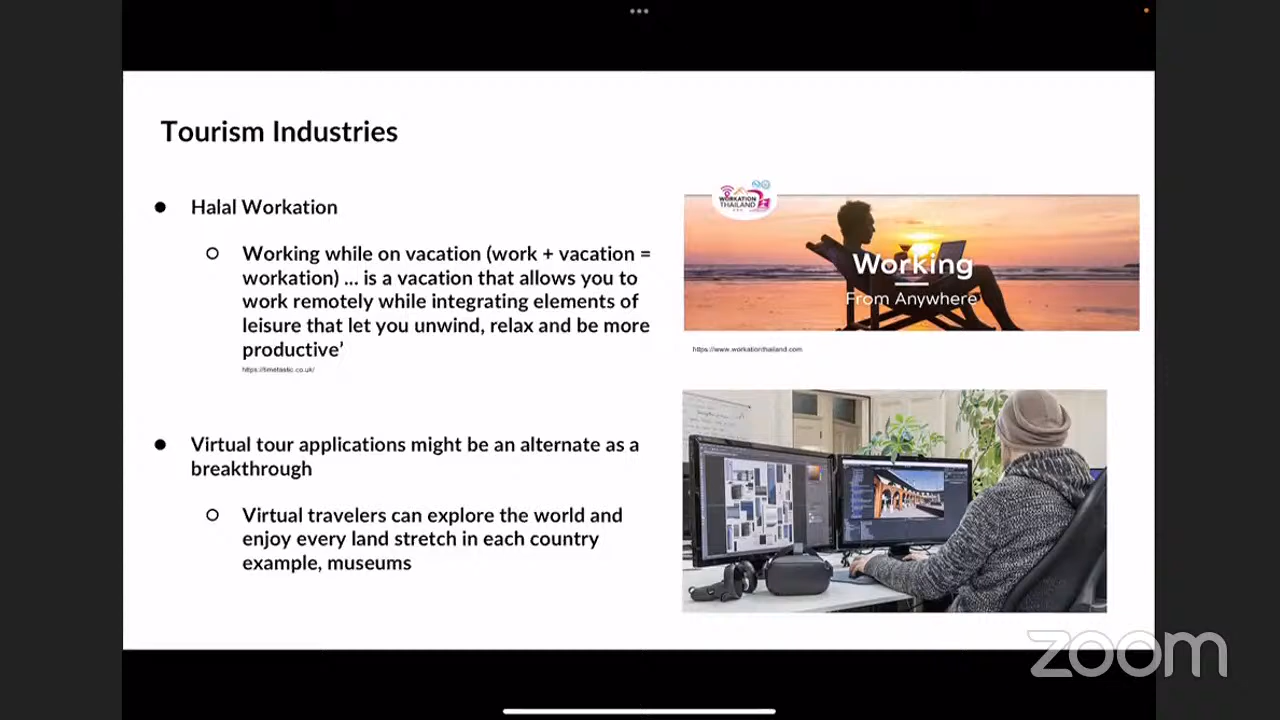 Tourism Industries
● Halal Workation
○ Working while on vacation (work + vacation =
workation) ... is a vacation that allows you to
work remotely while integrating elements of
leisure that let you unwind, relax and be more
productive’
https://timetastic.co.uk/
● Virtual tour applications might be an alternate as a
breakthrough
○ Virtual travelers can explore the world and
enjoy every land stretch in each country
example, museums
WORKATION
THAILAND
Working
From Anywhere
https://www.workationthailand.com
zoom